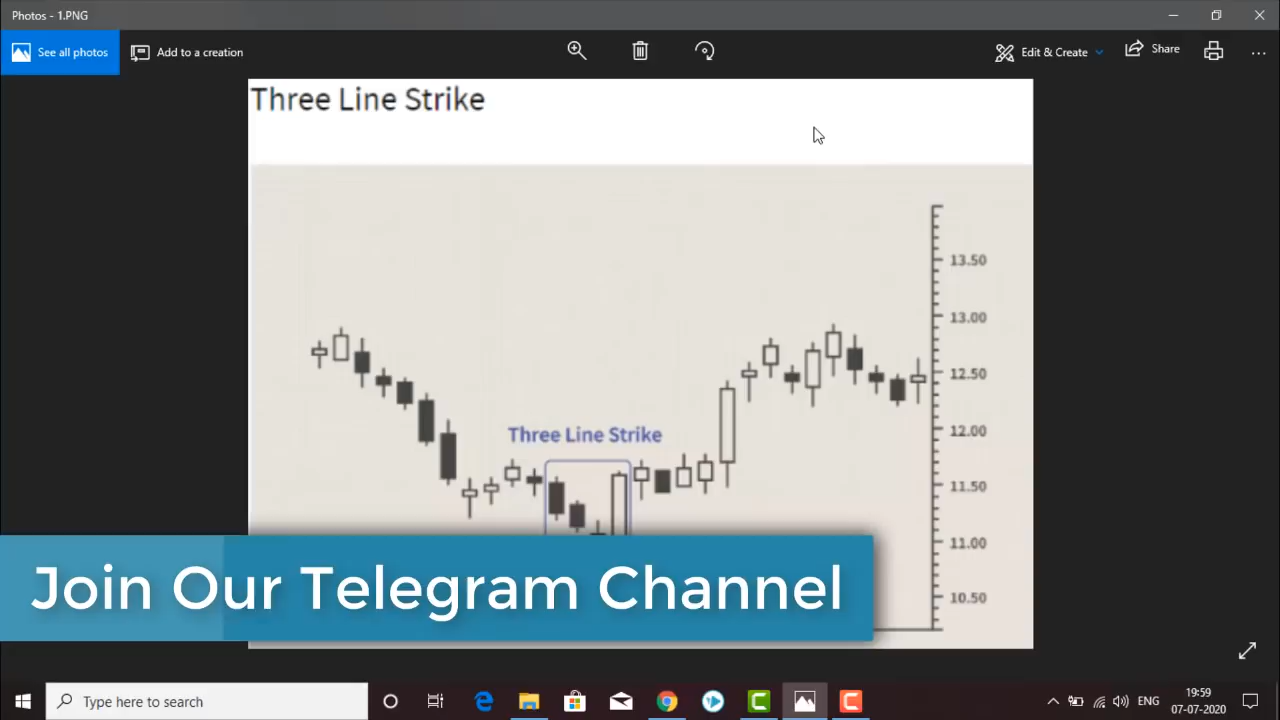 Photos - 1.PNG
See all photos
Add to a creation
Edit & Create
Share
Three Line Strike
13.50
13.00
12.50
12.00
Three Line Strike
11.50
11.00
10.50
Join Our Telegram Channel
Type here to search
ENG
19:59
07-07-2020